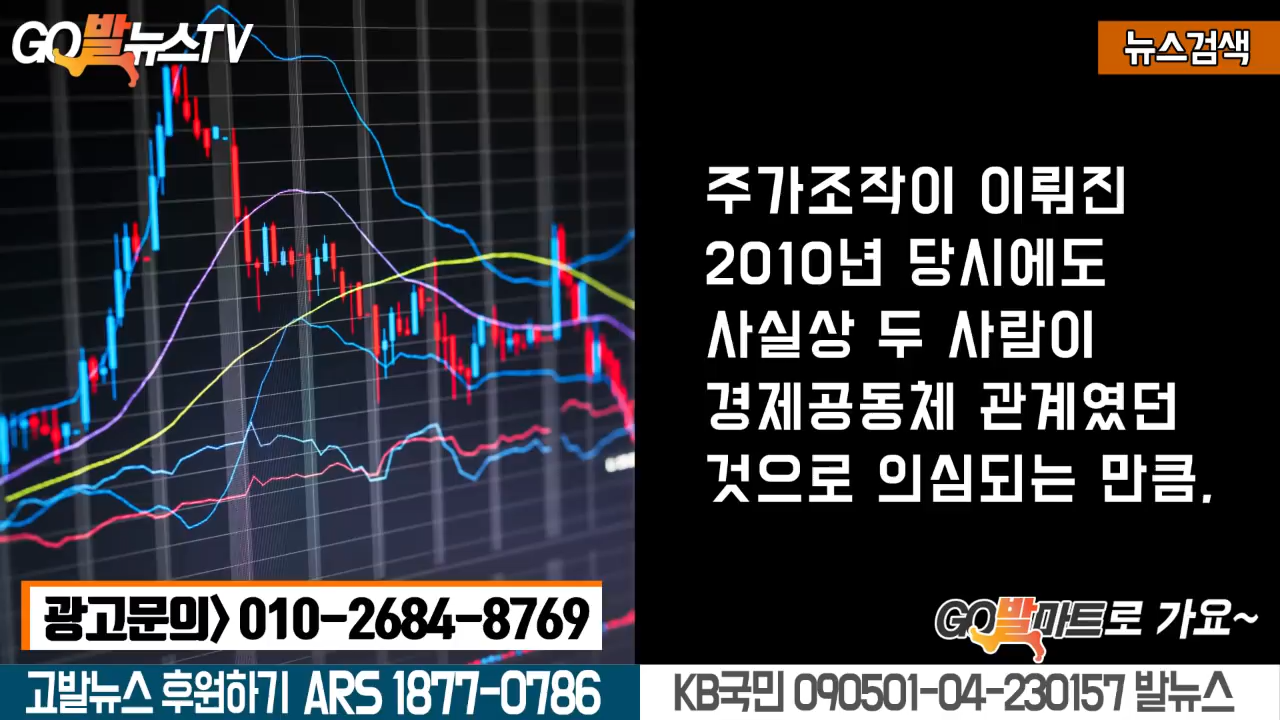 GO발뉴스TV
뉴스검색
주가조작이 이뤄진
2010년 당시에도
사실상 두 사람이
경제공동체 관계였던
것으로 의심되는 만큼,
광고문의> 010-2684-8769
GO발마트로 가요~
고발뉴스 후원하기 ARS 1877-0786
KB국민 090501-04-230157 발뉴스